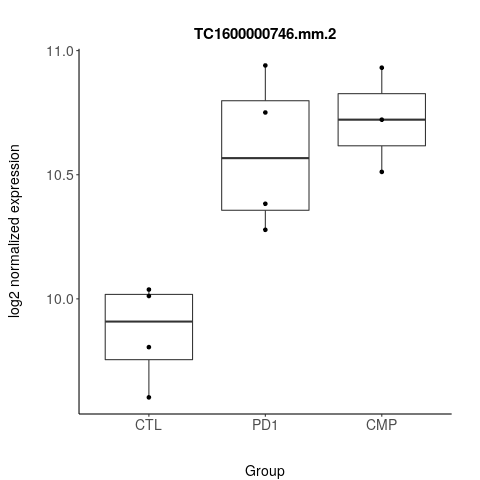 TC1600000746.mm.2
log2 normalized expression
11.0
10.5
10.0
CTL
PD1
CMP
Group